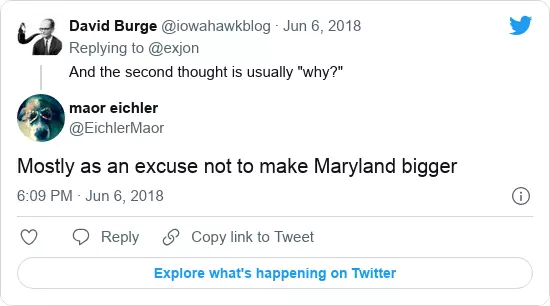 David Burge @iowahawkblog · Jun 6, 2018
Replying to @exjon
And the second thought is usually "why?"
maor eichler
@EichlerMaor
Mostly as an excuse not to make Maryland bigger
6:09 PM · Jun 6, 2018
Reply Copy link to Tweet
Explore what's happening on Twitter